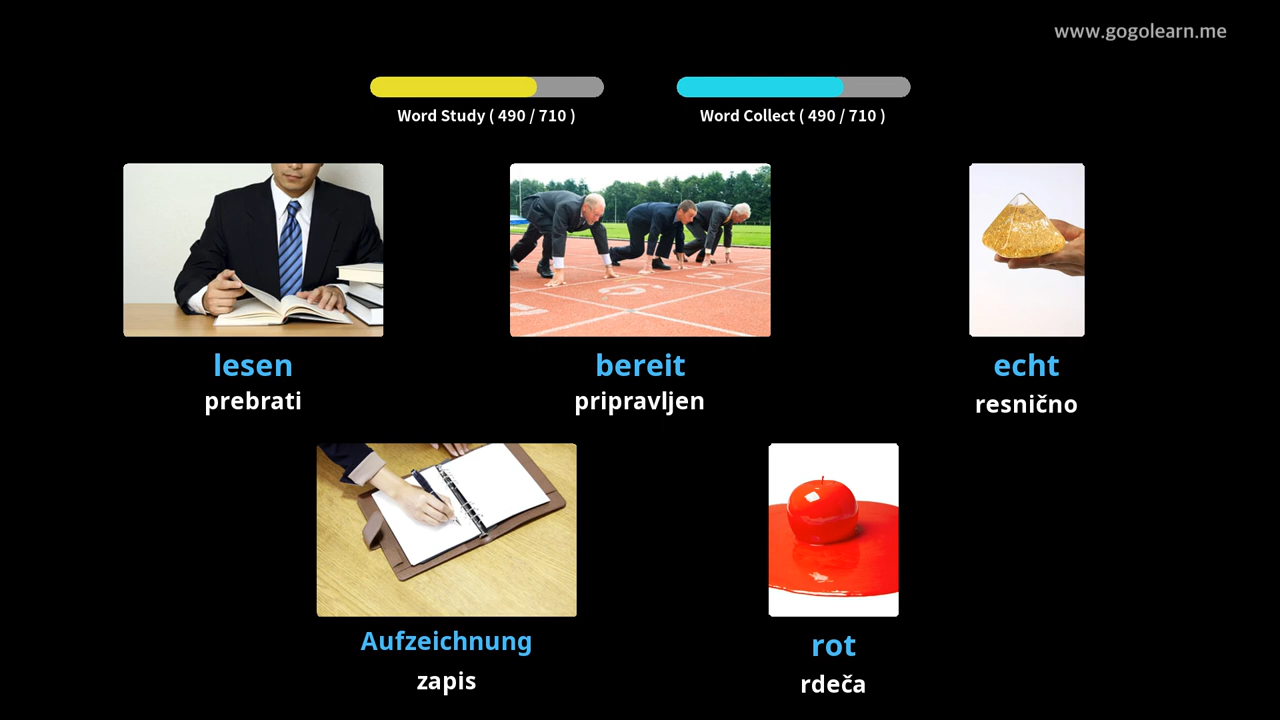 www.gogolearn.me
Word Study ( 490 / 710 )
Word Collect ( 490 / 710 )
lesen
prebrati
bereit
pripravljen
echt
resnično
Aufzeichnung
zapis
rot
rdeča